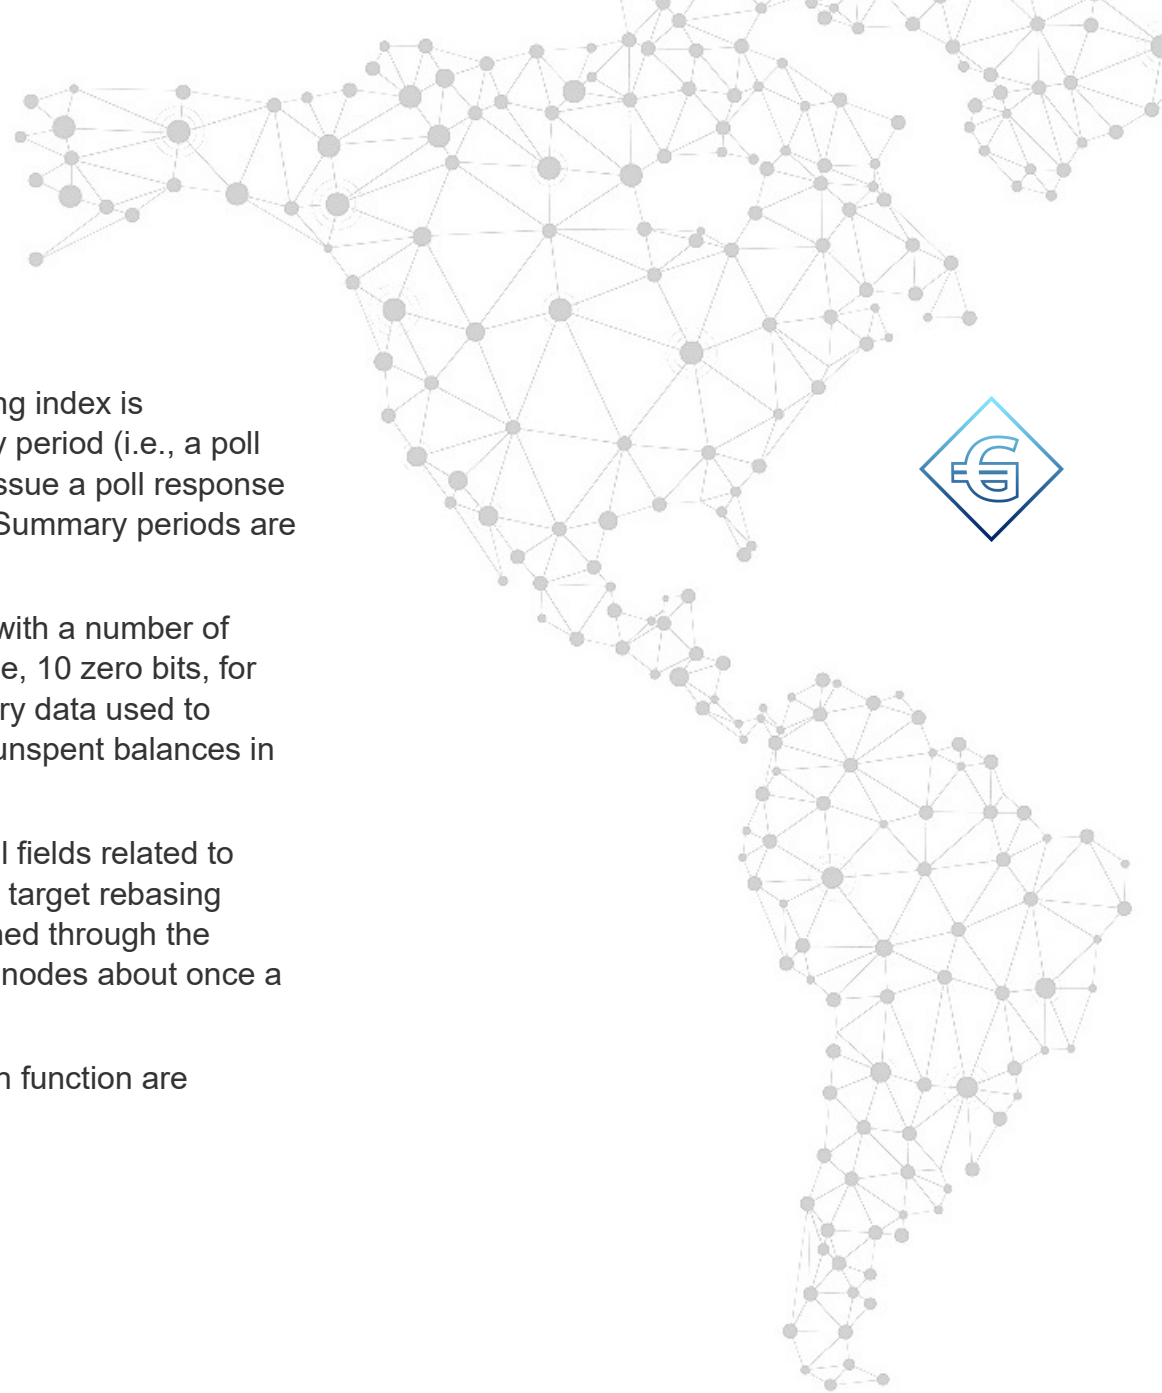 ng index is
y period (i.e., a poll
ssue a poll response
Summary periods are
with a number of
e, 10 zero bits, for
ry data used to
unspent balances in
l fields related to
target rebasing
ned through the
nodes about once a
n function are